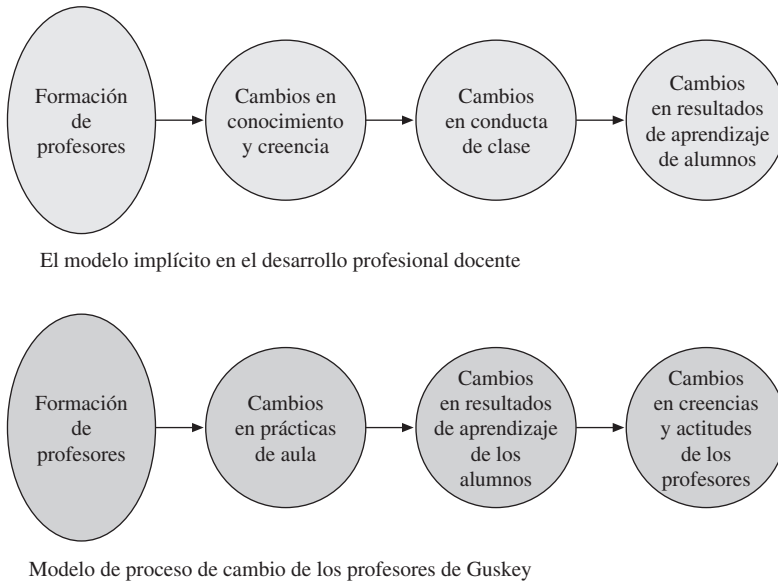 Formación
de
profesores
Cambios en
conocimiento
y creencia
Cambios
en conducta
de clase
Cambios
en resultados
de aprendizaje
de alumnos
El modelo implícito en el desarrollo profesional docente
Formación
de
profesores
Cambios
en prácticas
de aula
Cambios
en resultados
de aprendizaje
de los
alumnos
Cambios
en creencias
y actitudes
de los
profesores
Modelo de proceso de cambio de los profesores de Guskey